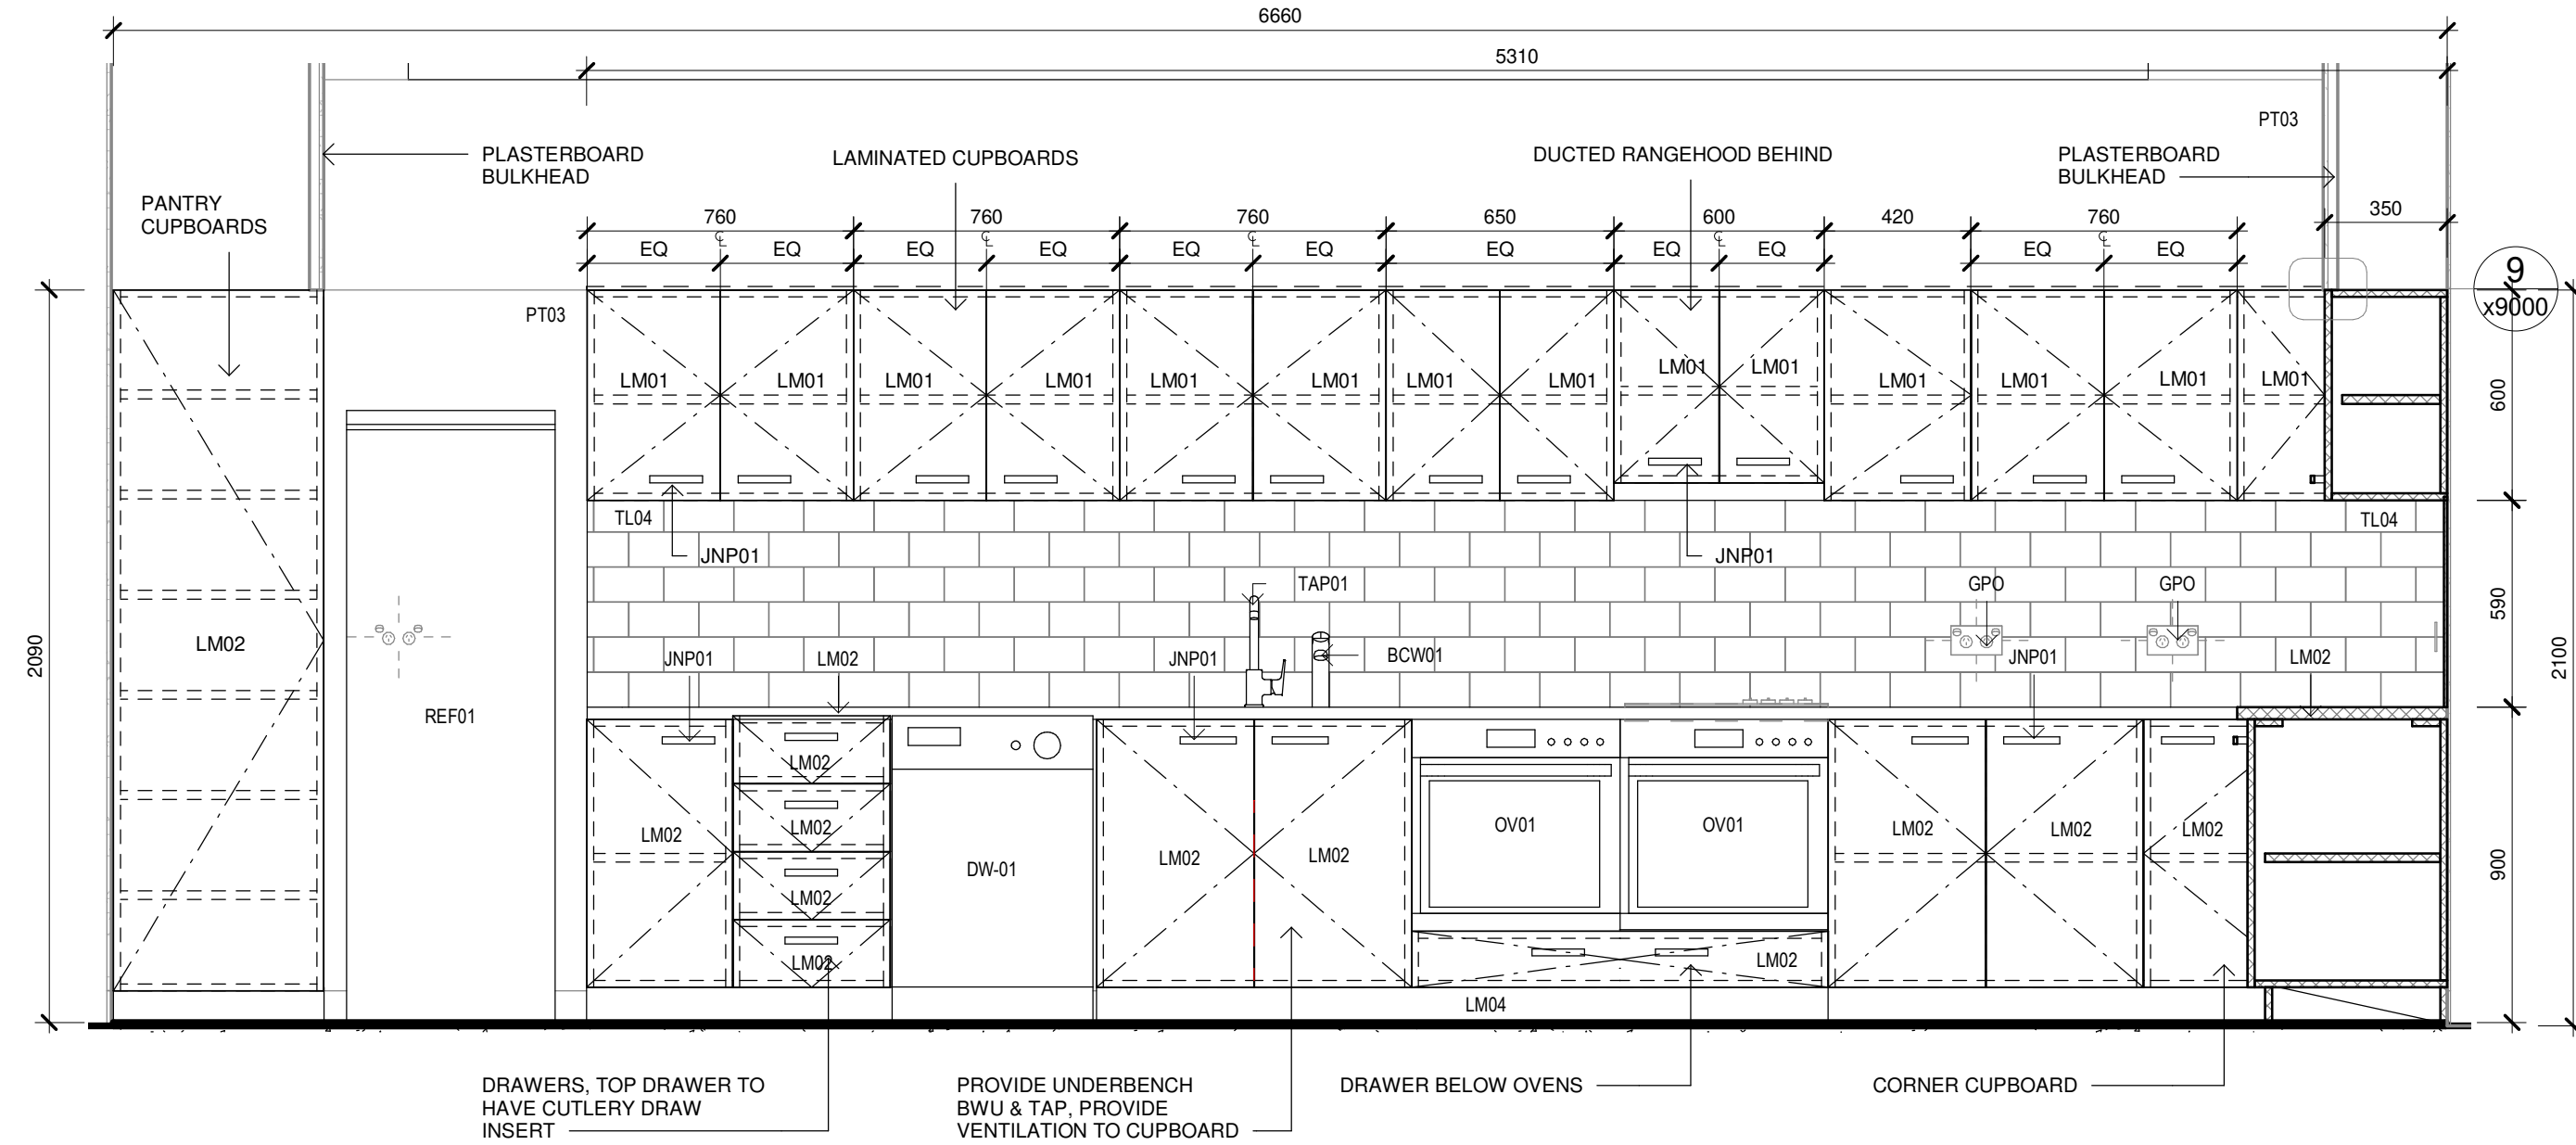 6660
5310
PT03
PLASTERBOARD
BULKHEAD
LAMINATED CUPBOARDS
DUCTED RANGEHOOD BEHIND
PLASTERBOARD
BULKHEAD
PANTRY
CUPBOARDS
760
760
760
650
600
420
760
350
EQ EQ EQ EQ EQ EQ EQ EQ EQ EQ EQ
9
x9000
PT03
LM01 LM01 LM01 LM01 LM01 LM01 LM01 LM01 LM01 LM01 LM01 LM01 LM01 LM01
600
TL04
TL04
JNP01
JNP01
TAP01
GPO
GPO
590
LM02
JNP01
LM02
JNP01
BCW01
JNP01
LM02
2090
2100
REF01
LM02
LM02
LM02
LM02
LM02
DW-01
LM02
LM02
OV01
OV01
LM02
LM02
LM02
LM02
900
LM04
DRAWERS, TOP DRAWER TO
HAVE CUTLERY DRAW
INSERT
PROVIDE UNDERBENCH
BWU & TAP, PROVIDE
VENTILATION TO CUPBOARD
DRAWER BELOW OVENS
CORNER CUPBOARD